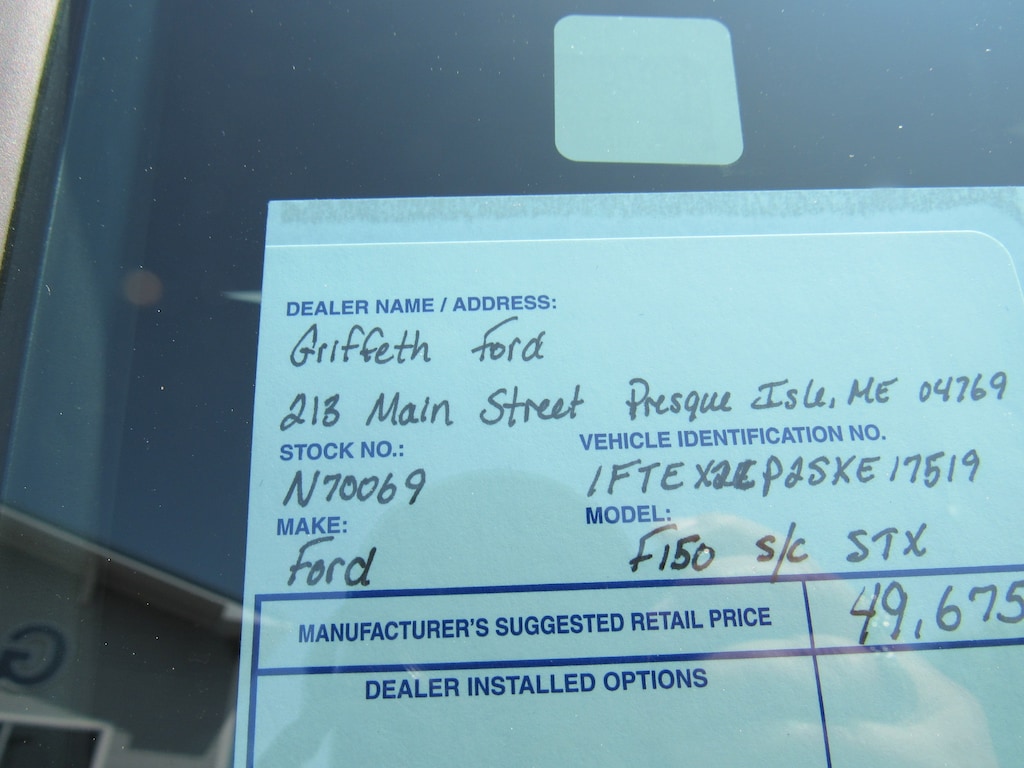 DEALER NAME / ADDRESS:
Griffeth Ford
213 Main Street Presque Isle, ME 04769
STOCK NO.: VEHICLE IDENTIFICATION NO.
N70069
MAKE: MODEL:
Ford F150 s/c STX
MANUFACTURER'S SUGGESTED RETAIL PRICE 49,675
DEALER INSTALLED OPTIONS
G